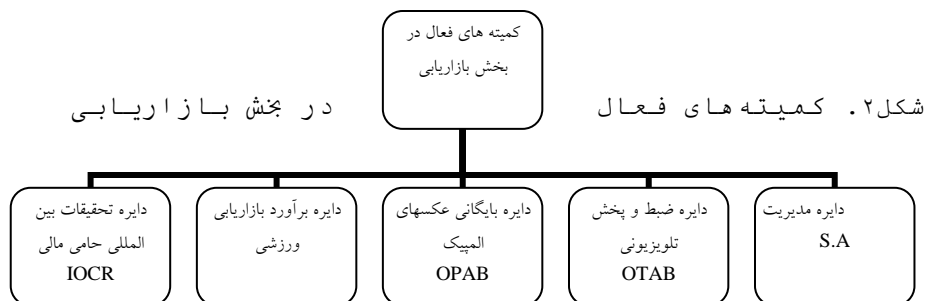 کمیته های فعال در
بخش بازاریابی
شکل۲. کمیته‌های فعال در بخش بازاریابی
دایره مدیریت
S.A
دایره ضبط و پخش
تلویزیونی
OTAB
دایره بایگانی عکسهای
المپیک
OPAB
دایره برآورد بازاریابی
ورزشی
دایره تحقیقات بین
المللی حامی مالی
IOCR